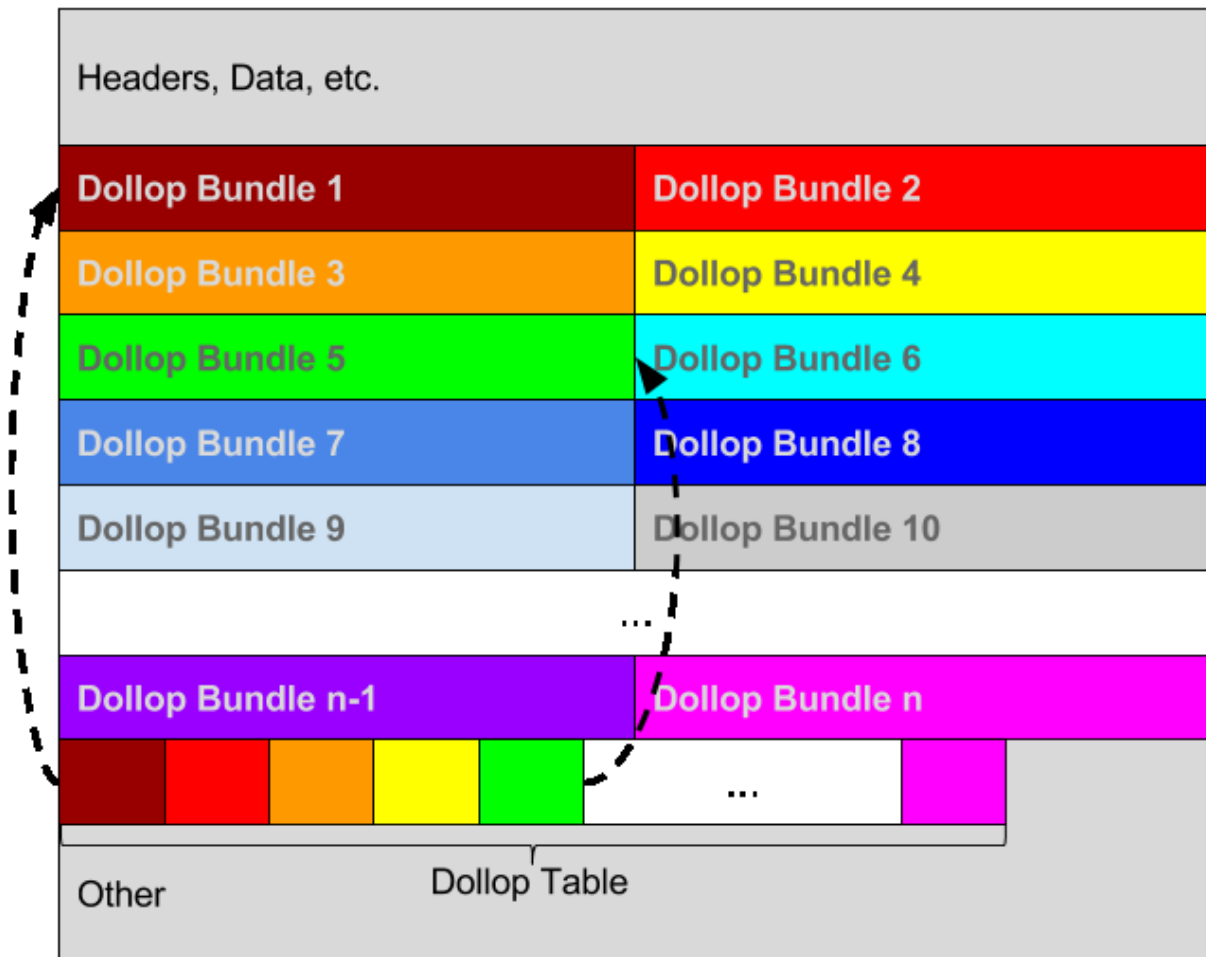 Headers, Data, etc.
Dollop Bundle 1
Dollop Bundle 2
Dollop Bundle 3
Dollop Bundle 4
Dollop Bundle 5
Dollop Bundle 6
Dollop Bundle 7
Dollop Bundle 8
Dollop Bundle 9
Dollop Bundle 10
...
Dollop Bundle n-1
Dollop Bundle n
...
Dollop Table
Other